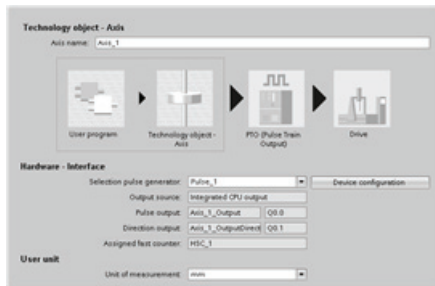 Technology object - Axis
Axis name: Axis_1
User program
Technology object - Axis
PTO (Pulse Train Output)
Drive
Hardware - Interface
Selection pulse generator: Pulse_1
Device configuration
Output source: Integrated CPU output
Pulse output: Axis_1_Output Q0.0
Direction output: Axis_1_OutputDirect Q0.1
Assigned fast counter: HSC_1
User unit
Unit of measurement: mm